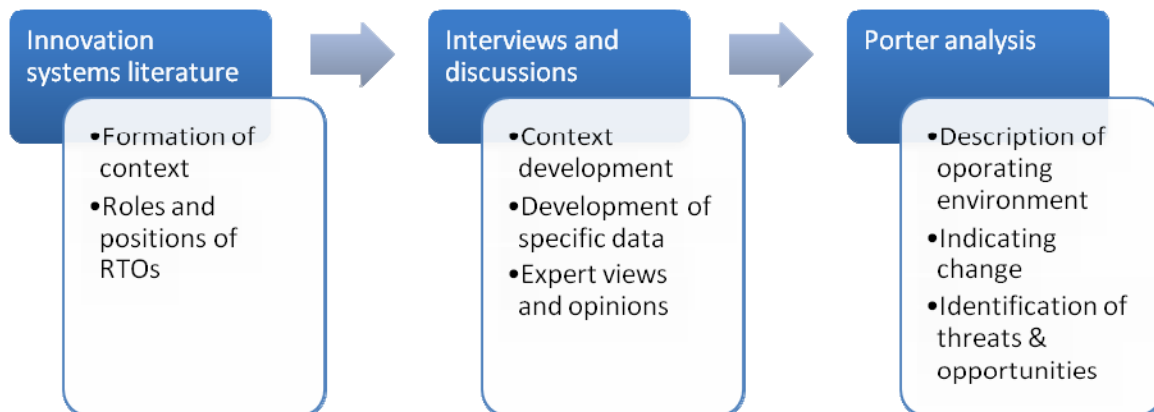 Innovation
systems literature
•Formation of
context
•Roles and
positions of
RTOs
Interviews and
discussions
•Context
development
•Development of
specific data
•Expert views
and opinions
Porter analysis
•Description of
oporating
environment
•Indicating
change
•Identification of
threats &
opportunities